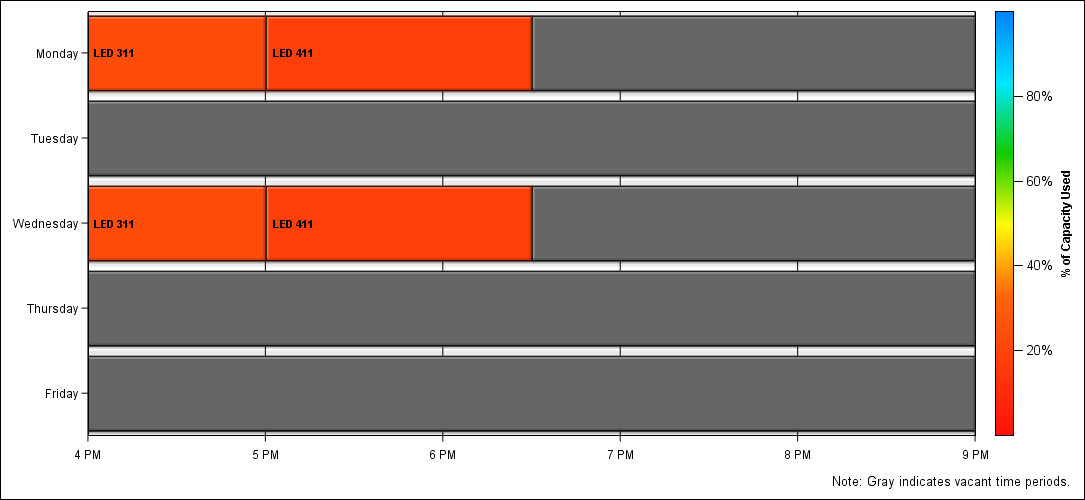 Monday
LED 311
LED 411
80%
Tuesday
60%
% of Capacity Used
Wednesday
LED 311
LED 411
40%
Thursday
20%
Friday
4 PM
5 PM
6 PM
7 PM
8 PM
9 PM
Note: Gray indicates vacant time periods.